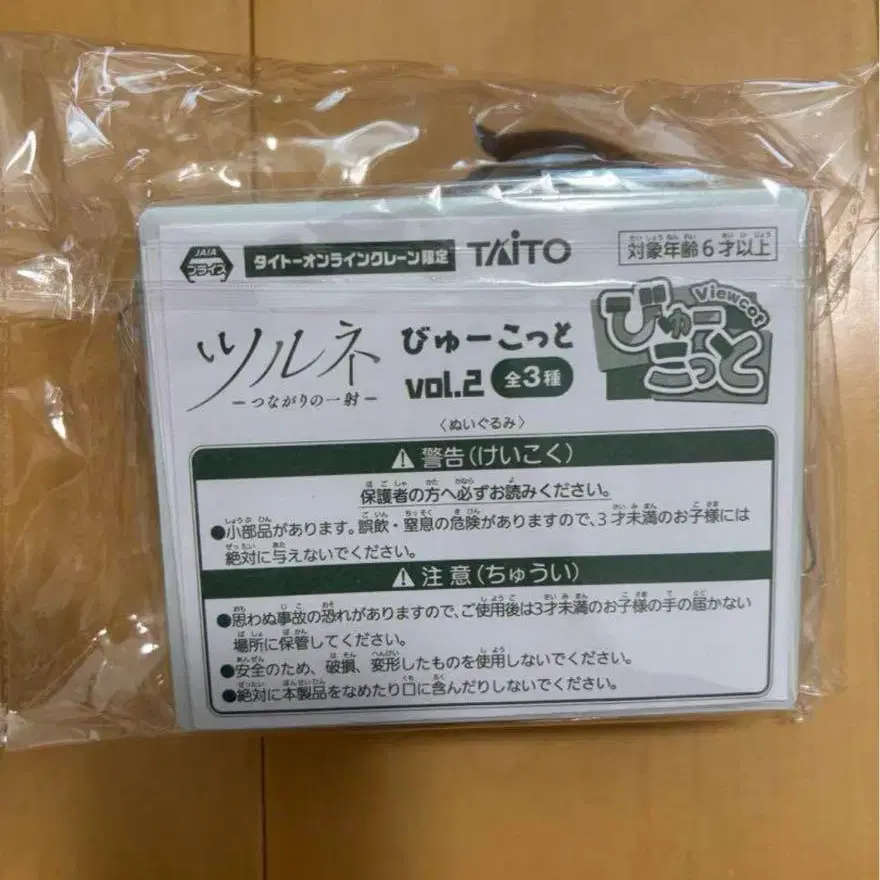 JAIA
プライズ
タイトーオンラインクレーン限定
TAITO
対象年齢6才以上
ツルネ
-つながりの一射-
びゅーこっと
vol.2 全3種
Viewcot
びゅーこっと
〈ぬいぐるみ〉
警告(けいこく)
保護者の方へ必ずお読みください。
●小部品があります。誤飲・窒息の危険がありますので、3才未満のお子様には
絶対に与えないでください。
注意(ちゅうい)
●思わぬ事故の恐れがありますので、ご使用後は3才未満のお子様の手の届かない
場所に保管してください。
●安全のため、破損、変形したものを使用しないでください。
●絶対に本製品をなめたり口に含んだりしないでください。